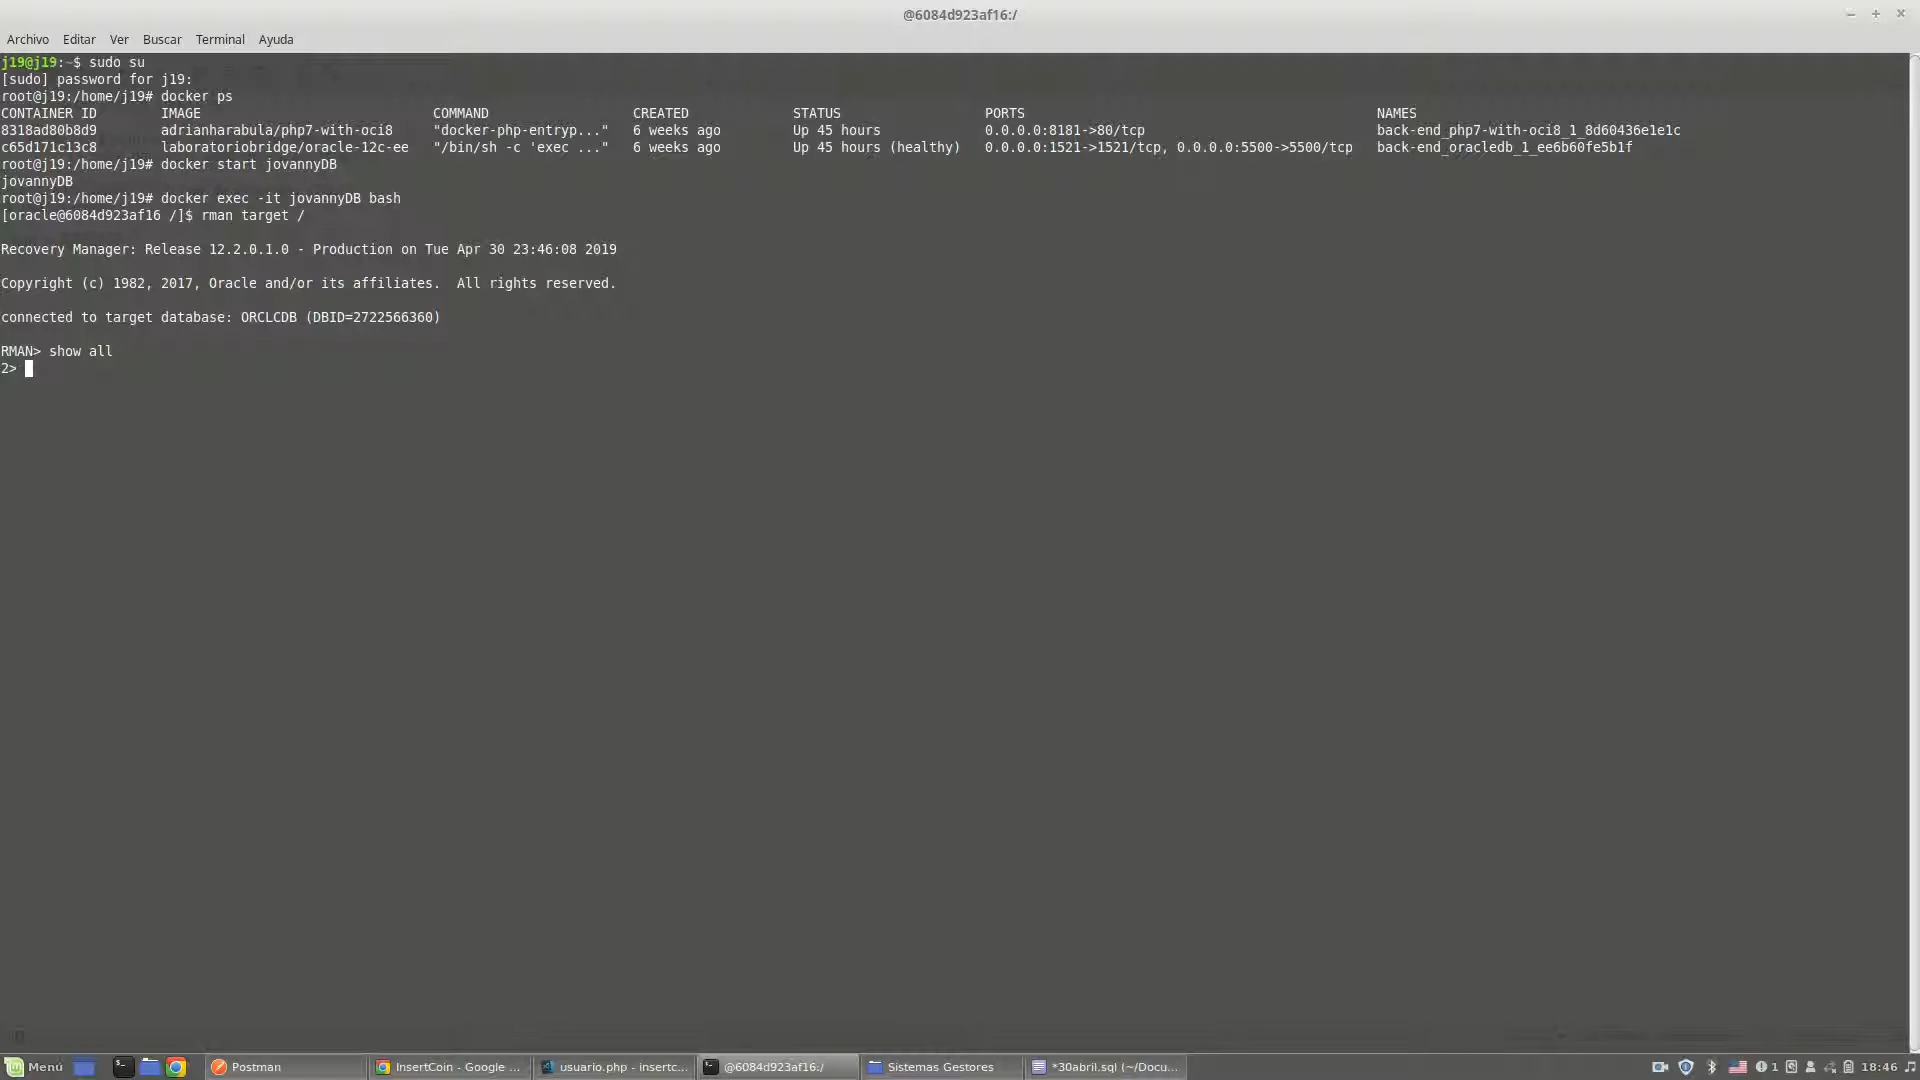 @6084d923af16:/
Archivo Editar Ver Buscar Terminal Ayuda
j19@j19:~$ sudo su
[sudo] password for j19:
root@j19:/home/j19# docker ps
CONTAINER ID IMAGE COMMAND CREATED STATUS PORTS NAMES
8318ad80b8d9 adrianharabula/php7-with-oci8 "docker-php-entryp..." 6 weeks ago Up 45 hours 0.0.0.0:8181->80/tcp back-end_php7-with-oci8_1_8d60436e1e1c
c65d171c13c8 laboratoriobridge/oracle-12c-ee "/bin/sh -c 'exec ..." 6 weeks ago Up 45 hours (healthy) 0.0.0.0:1521->1521/tcp, 0.0.0.0:5500->5500/tcp back-end_oracledb_1_ee6b60fe5b1f
root@j19:/home/j19# docker start jovannyDB
jovannyDB
root@j19:/home/j19# docker exec -it jovannyDB bash
[oracle@6084d923af16 /]$ rman target /
Recovery Manager: Release 12.2.0.1.0 - Production on Tue Apr 30 23:46:08 2019
Copyright (c) 1982, 2017, Oracle and/or its affiliates.  All rights reserved.
connected to target database: ORCLCDB (DBID=2722566360)
RMAN> show all
2>
Menú Postman InsertCoin - Google ... usuario.php - insertc... @6084d923af16:/ Sistemas Gestores *30abril.sql (~/Docu... 1 18:46